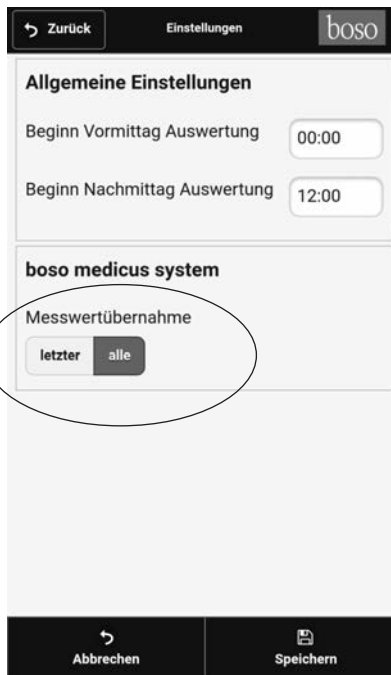 Zurück
Einstellungen
boso
Allgemeine Einstellungen
Beginn Vormittag Auswertung
00:00
Beginn Nachmittag Auswertung
12:00
boso medicus system
Messwertübernahme
letzter alle
Abbrechen
Speichern